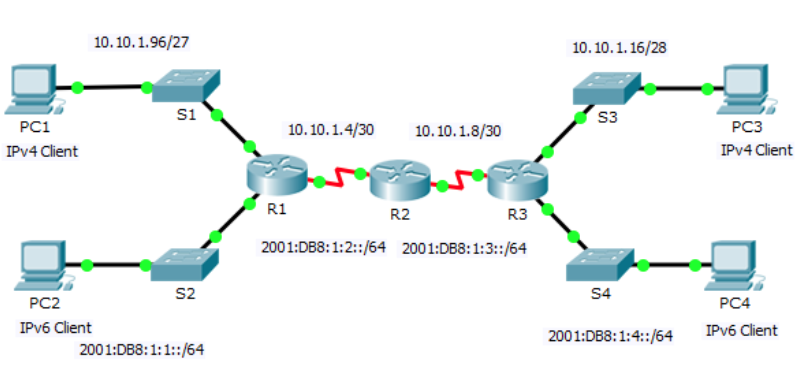 10.10.1.96/27
10.10.1.16/28
PC1
IPv4 Client
S1
10.10.1.4/30
10.10.1.8/30
S3
PC3
IPv4 Client
R1
R2
R3
2001:DB8:1:2::/64
2001:DB8:1:3::/64
PC2
IPv6 Client
S2
2001:DB8:1:1::/64
S4
2001:DB8:1:4::/64
PC4
IPv6 Client